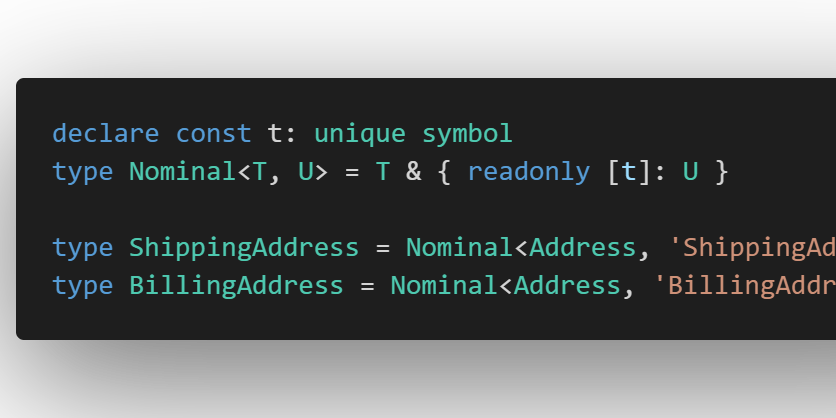 declare const t: unique symbol
type Nominal<T, U> = T & { readonly [t]: U }
type ShippingAddress = Nominal<Address, 'ShippingAd
type BillingAddress = Nominal<Address, 'BillingAddr